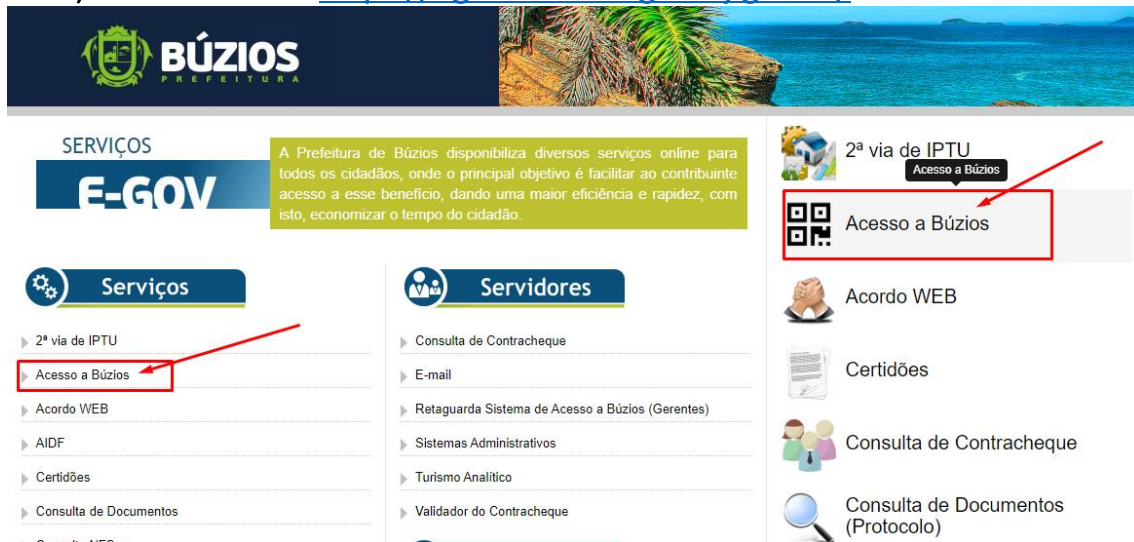 BÚZIOS
PREFEITURA
SERVIÇOS
E-GOV
A Prefeitura de Búzios disponibiliza diversos serviços online para
todos os cidadãos, onde o principal objetivo é facilitar ao contribuinte
acesso a esse benefício, dando uma maior eficiência e rapidez, com
isto, economizar o tempo do cidadão.
Serviços
2ª via de IPTU
Acesso a Búzios
Acordo WEB
AIDF
Certidões
Consulta de Documentos
Servidores
Consulta de Contracheque
E-mail
Retaguarda Sistema de Acesso a Búzios (Gerentes)
Sistemas Administrativos
Turismo Analítico
Validador do Contracheque
2ª via de IPTU
Acesso a Búzios
Acesso a Búzios
Acordo WEB
Certidões
Consulta de Contracheque
Consulta de Documentos
(Protocolo)